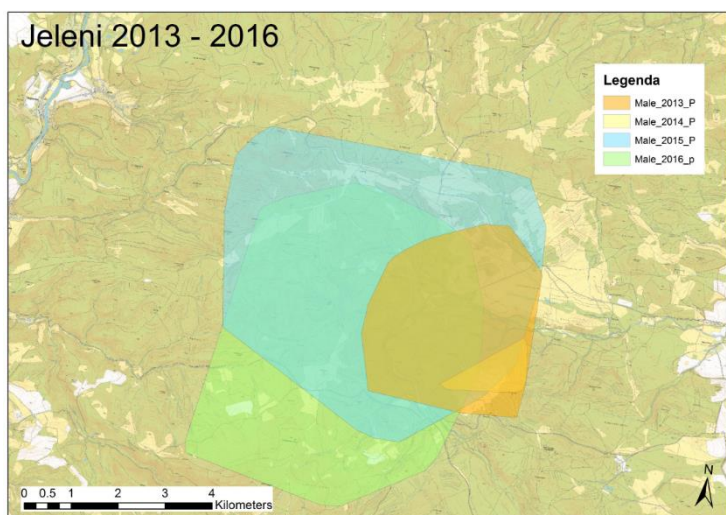 Jeleni 2013 - 2016
Legenda
Male_2013_P
Male_2014_P
Male_2015_P
Male_2016_p
N
0 0.5 1 2 3 4
Kilometers